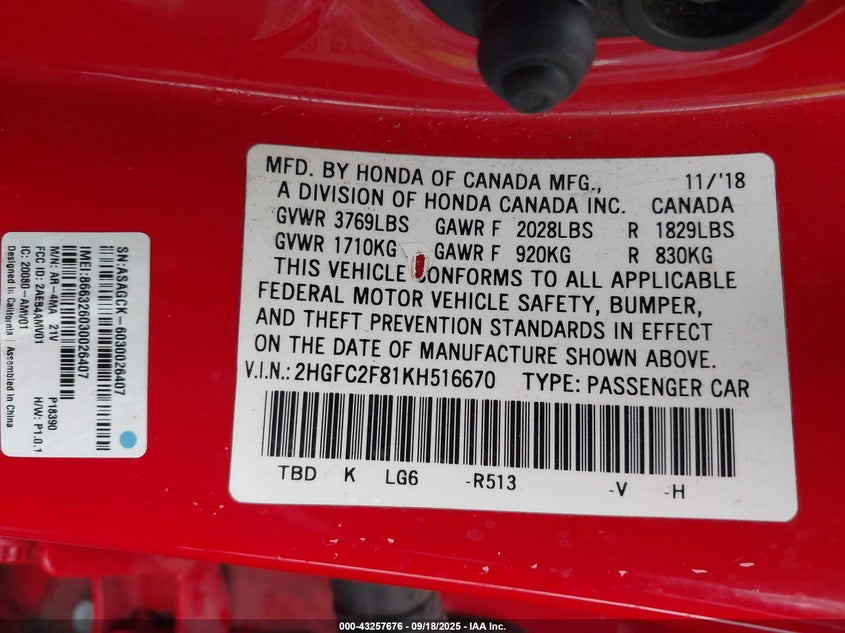 MFD. BY HONDA OF CANADA MFG., 11/'18
A DIVISION OF HONDA CANADA INC. CANADA
GVWR 3769LBS GAWR F 2028LBS R 1829LBS
GVWR 1710KG GAWR F 920KG R 830KG
THIS VEHICLE CONFORMS TO ALL APPLICABLE
FEDERAL MOTOR VEHICLE SAFETY, BUMPER,
AND THEFT PREVENTION STANDARDS IN EFFECT
ON THE DATE OF MANUFACTURE SHOWN ABOVE.
V.I.N.: 2HGFC2F81KH516670 TYPE: PASSENGER CAR
TBD K LG6 -R513 -V -H
SN:ASAGCK-6030026407
IMEI:866326030026407
M/N: AR-4MA 21V P18390
FCC ID: 2AEB4AMV01
IC: 20080-AMV01 H/W: P1.0.1
Designed in California | Assembled in China
000-43257676 - 09/18/2025 - IAA Inc.